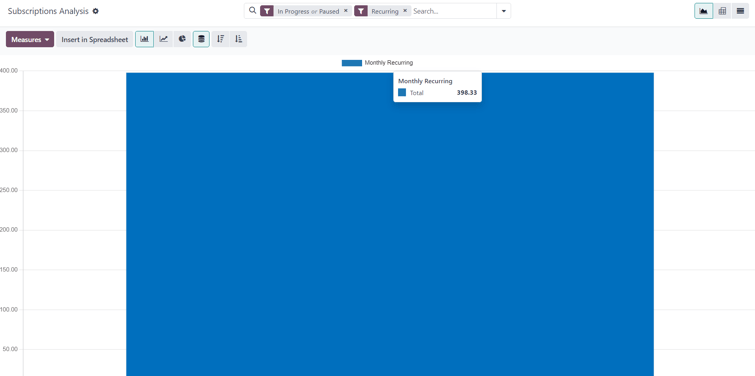 Subscriptions Analysis
In Progress or Paused × Recurring × Search...
Measures Insert in Spreadsheet
Monthly Recurring
400.00
Monthly Recurring
Total 398.33
350.00
300.00
250.00
200.00
150.00
100.00
50.00